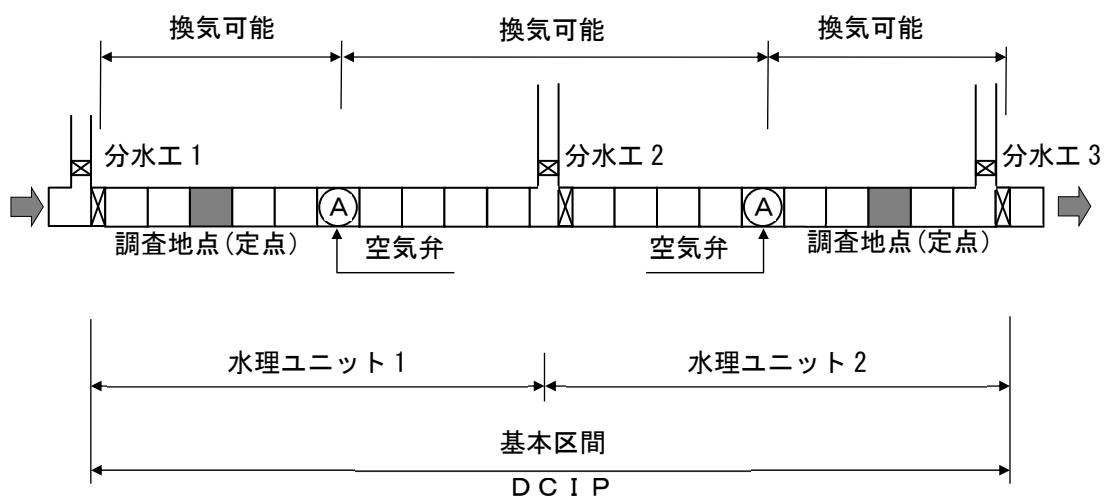 換気可能
換気可能
換気可能
分水工1
分水工2
分水工3
A
A
調査地点(定点)
空気弁
空気弁
調査地点(定点)
水理ユニット1
水理ユニット2
基本区間
DCIP